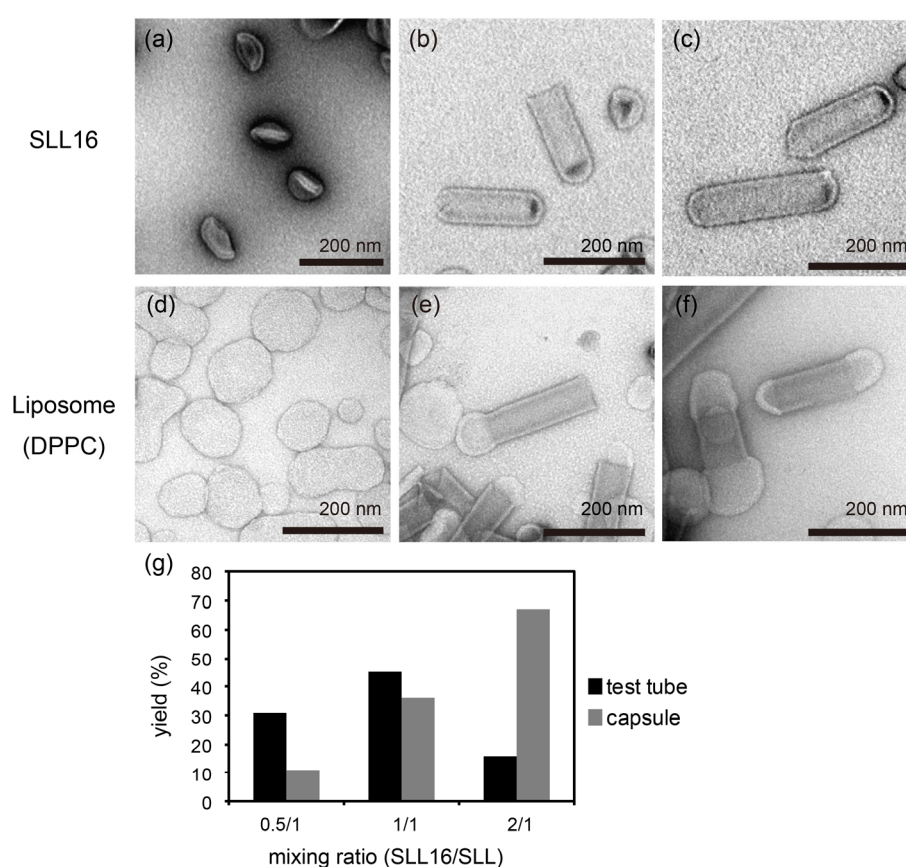 (a)
(b)
(c)
SLL16
200 nm
200 nm
200 nm
(d)
(e)
(f)
Liposome
(DPPC)
200 nm
200 nm
200 nm
(g)
80
70
60
50
40
30
20
10
0
yield (%)
0.5/1
1/1
2/1
mixing ratio (SLL16/SLL)
test tube
capsule